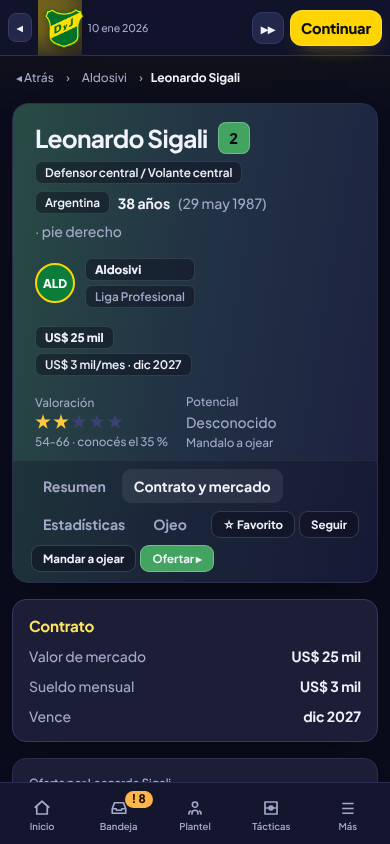 ◂
DyJ
10 ene 2026
▸▸
Continuar
◂ Atrás › Aldosivi › Leonardo Sigali
Leonardo Sigali 2
Defensor central / Volante central
Argentina 38 años (29 may 1987)
· pie derecho
ALD
Aldosivi
Liga Profesional
US$ 25 mil
US$ 3 mil/mes · dic 2027
Valoración
★★★★★
54–66 · conocés el 35 %
Potencial
Desconocido
Mandalo a ojear
Resumen Contrato y mercado
Estadísticas Ojeo ☆ Favorito Seguir
Mandar a ojear Ofertar ▸
Contrato
Valor de mercado US$ 25 mil
Sueldo mensual US$ 3 mil
Vence dic 2027
Oferta por Leonardo Sigali
! 8
Inicio Bandeja Plantel Tácticas Más